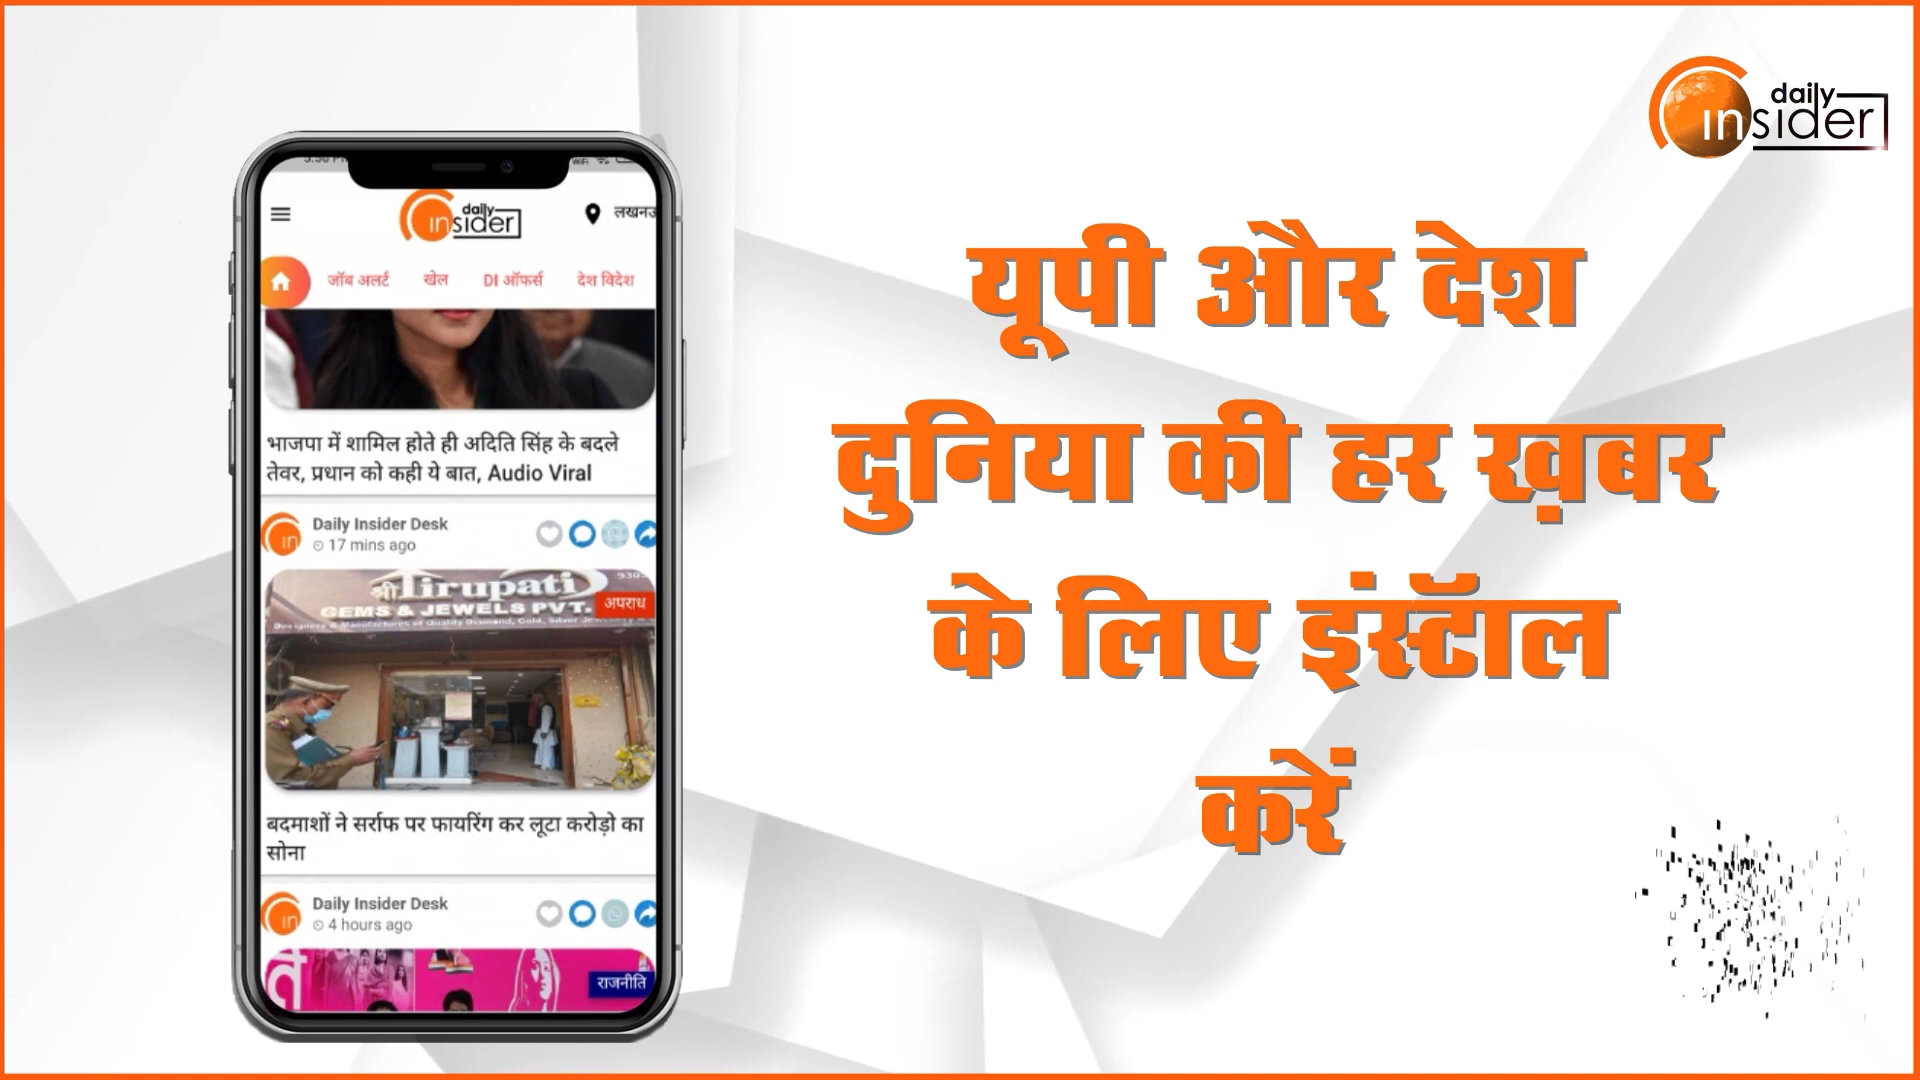 daily
insider
यूपी और देश
दुनिया की हर ख़बर
के लिए इंस्टॉल
करें
daily
insider
जॉब अलर्ट खेल DI ऑफर्स देश विदेश
भाजपा में शामिल होते ही अदिति सिंह के बदले
तेवर, प्रधान को कही ये बात, Audio Viral
Daily Insider Desk
17 mins ago
श्री Tirupati
GEMS & JEWELS PVT.
अपराध
बदमाशों ने सर्राफ पर फायरिंग कर लूटा करोड़ो का
सोना
Daily Insider Desk
4 hours ago
राजनीति